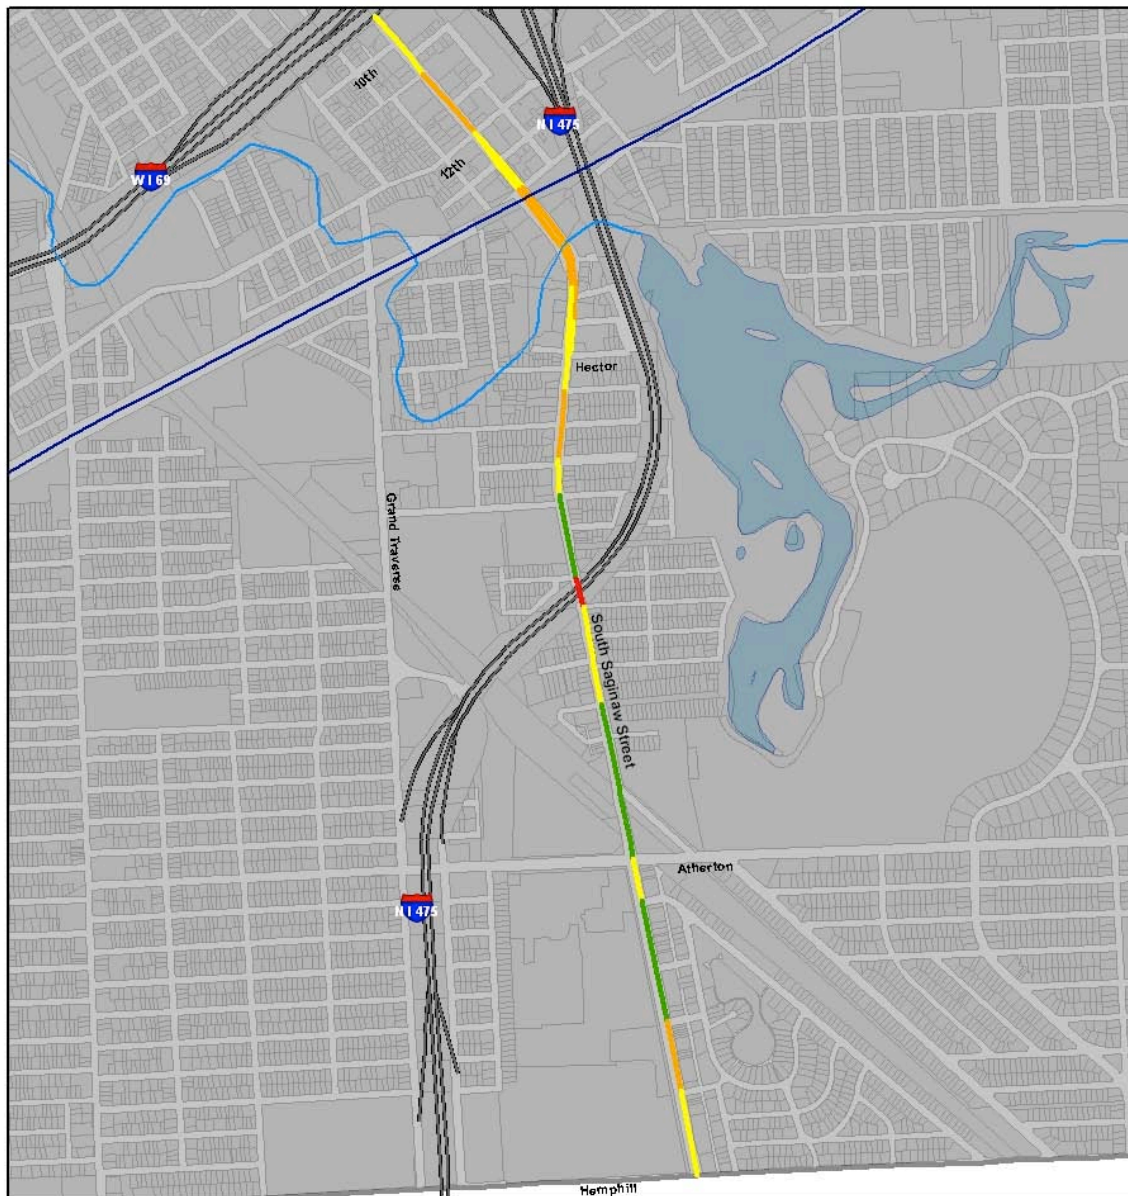 10th
N I 475
12th
W I 69
Hector
Grand Traverse
South Saginaw Street
Atherton
N I 475
Hemphill